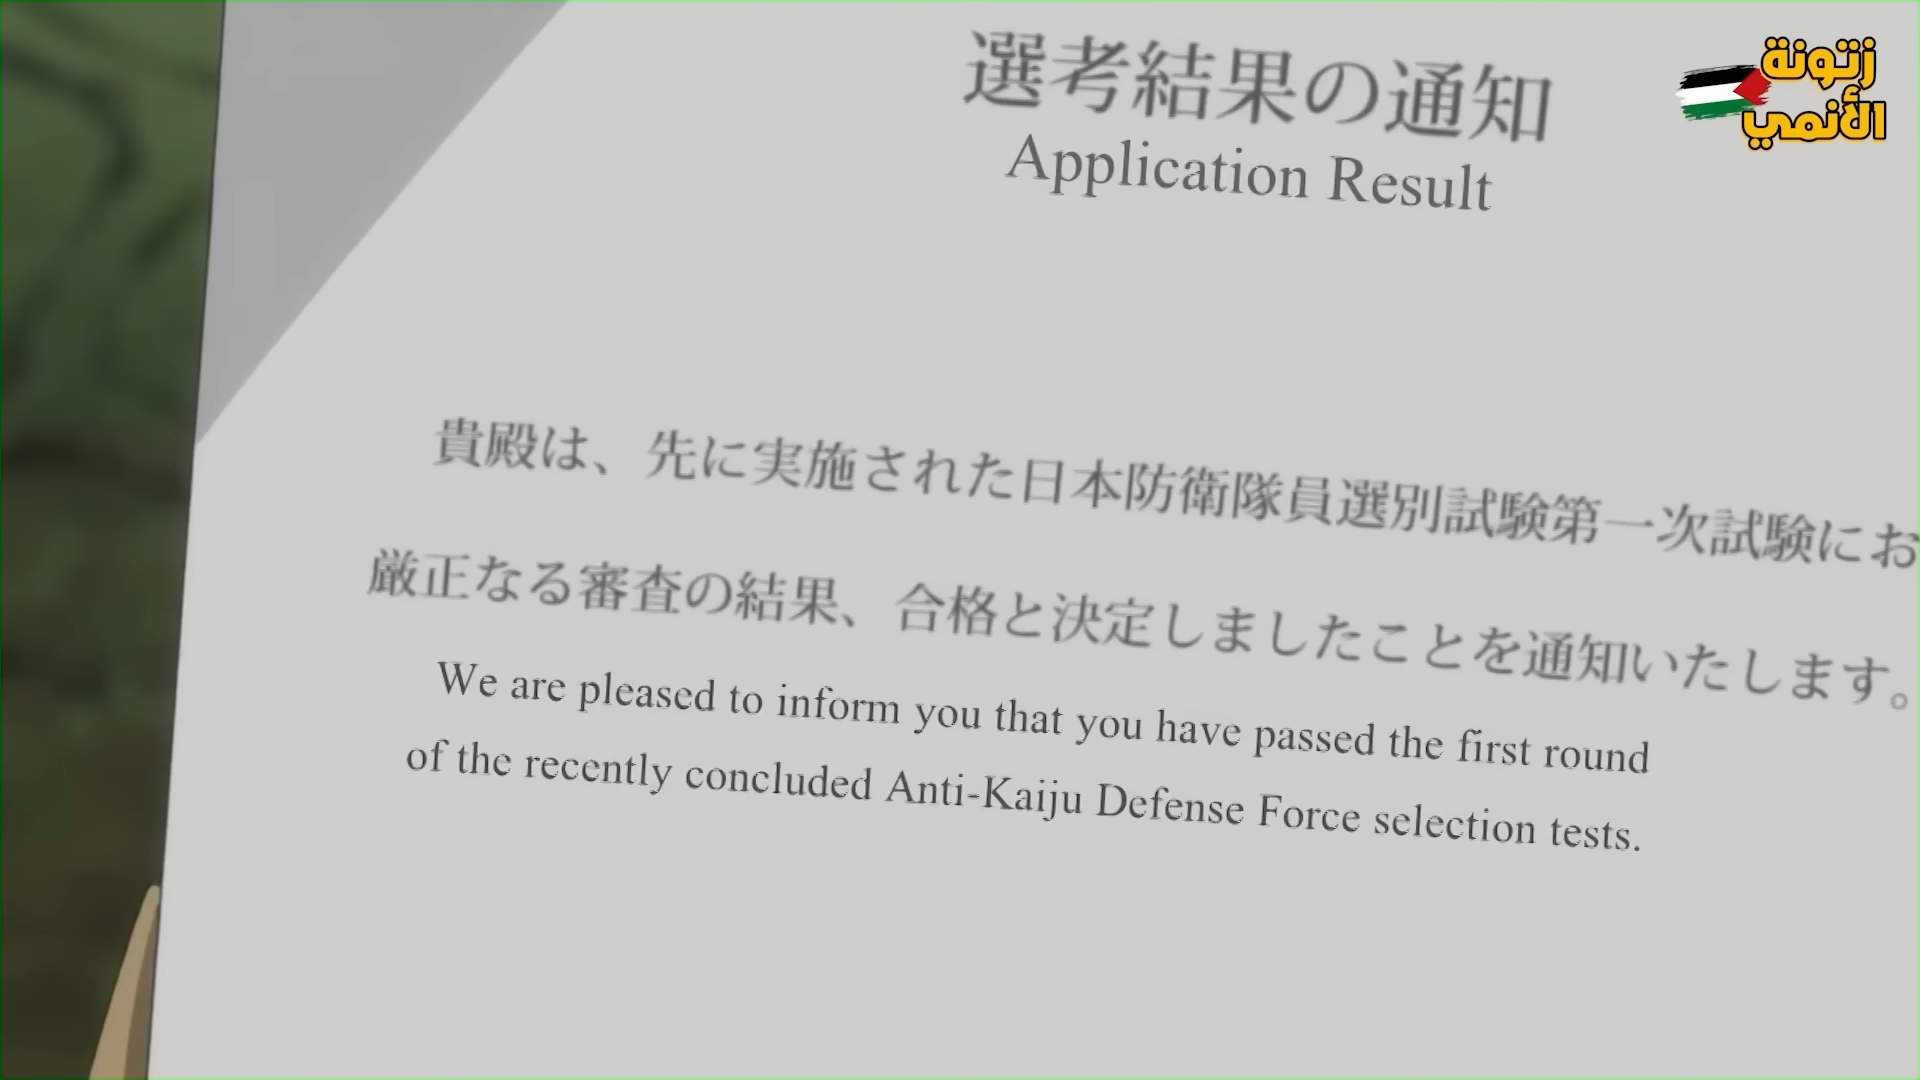 選考結果の通知
Application Result
زتونة
الأنمي
貴殿は、先に実施された日本防衛隊員選別試験第一次試験にお
厳正なる審査の結果、合格と決定しましたことを通知いたします。
We are pleased to inform you that you have passed the first round
of the recently concluded Anti-Kaiju Defense Force selection tests.